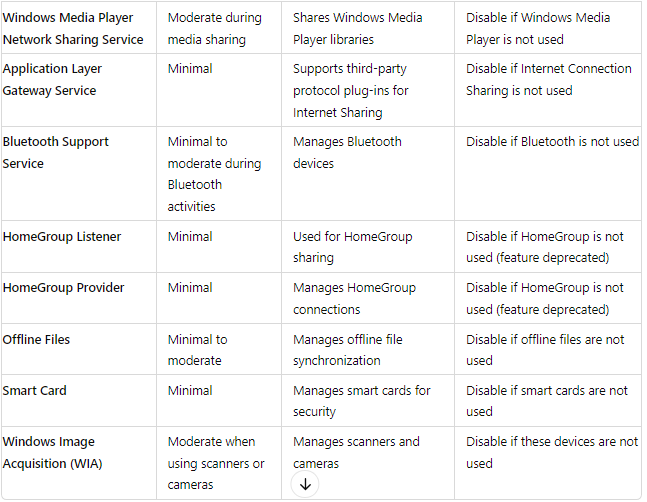 Windows Media Player
Network Sharing Service
Moderate during
media sharing
Shares Windows Media
Player libraries
Disable if Windows Media
Player is not used
Application Layer
Gateway Service
Minimal
Supports third-party
protocol plug-ins for
Internet Sharing
Disable if Internet Connection
Sharing is not used
Bluetooth Support
Service
Minimal to
moderate during
Bluetooth
activities
Manages Bluetooth
devices
Disable if Bluetooth is not used
HomeGroup Listener
Minimal
Used for HomeGroup
sharing
Disable if HomeGroup is not
used (feature deprecated)
HomeGroup Provider
Minimal
Manages HomeGroup
connections
Disable if HomeGroup is not
used (feature deprecated)
Offline Files
Minimal to
moderate
Manages offline file
synchronization
Disable if offline files are not
used
Smart Card
Minimal
Manages smart cards for
security
Disable if smart cards are not
used
Windows Image
Acquisition (WIA)
Moderate when
using scanners or
cameras
Manages scanners and
cameras
Disable if these devices are not
used